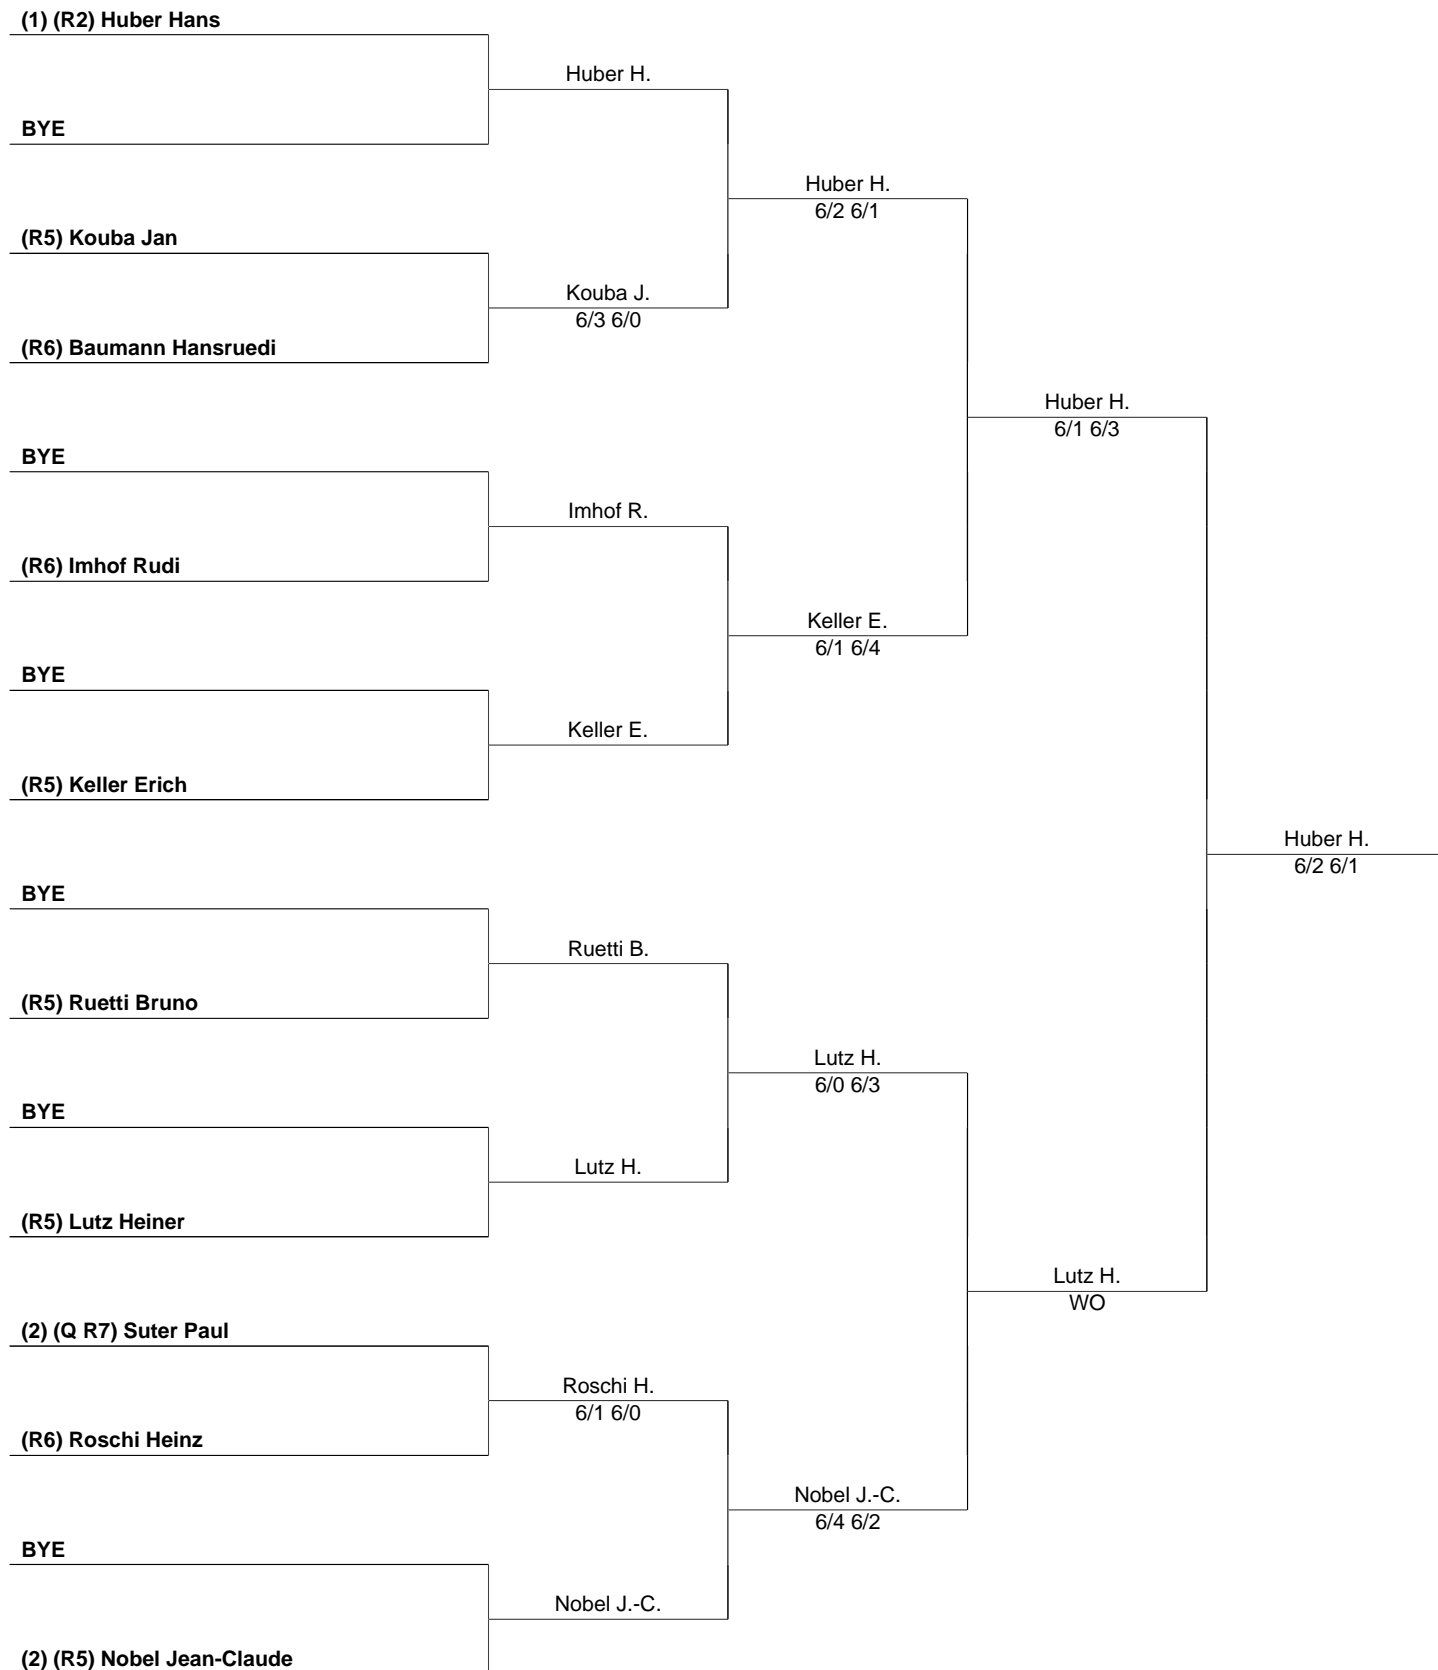 (1) (R2) Huber Hans
Huber H.
BYE
Huber H.
6/2 6/1
(R5) Kouba Jan
Kouba J.
6/3 6/0
(R6) Baumann Hansruedi
Huber H.
6/1 6/3
BYE
Imhof R.
(R6) Imhof Rudi
Keller E.
6/1 6/4
BYE
Keller E.
(R5) Keller Erich
Huber H.
6/2 6/1
BYE
Ruetti B.
(R5) Ruetti Bruno
Lutz H.
6/0 6/3
BYE
Lutz H.
(R5) Lutz Heiner
Lutz H.
WO
(2) (Q R7) Suter Paul
Roschi H.
6/1 6/0
(R6) Roschi Heinz
Nobel J.-C.
6/4 6/2
BYE
Nobel J.-C.
(2) (R5) Nobel Jean-Claude